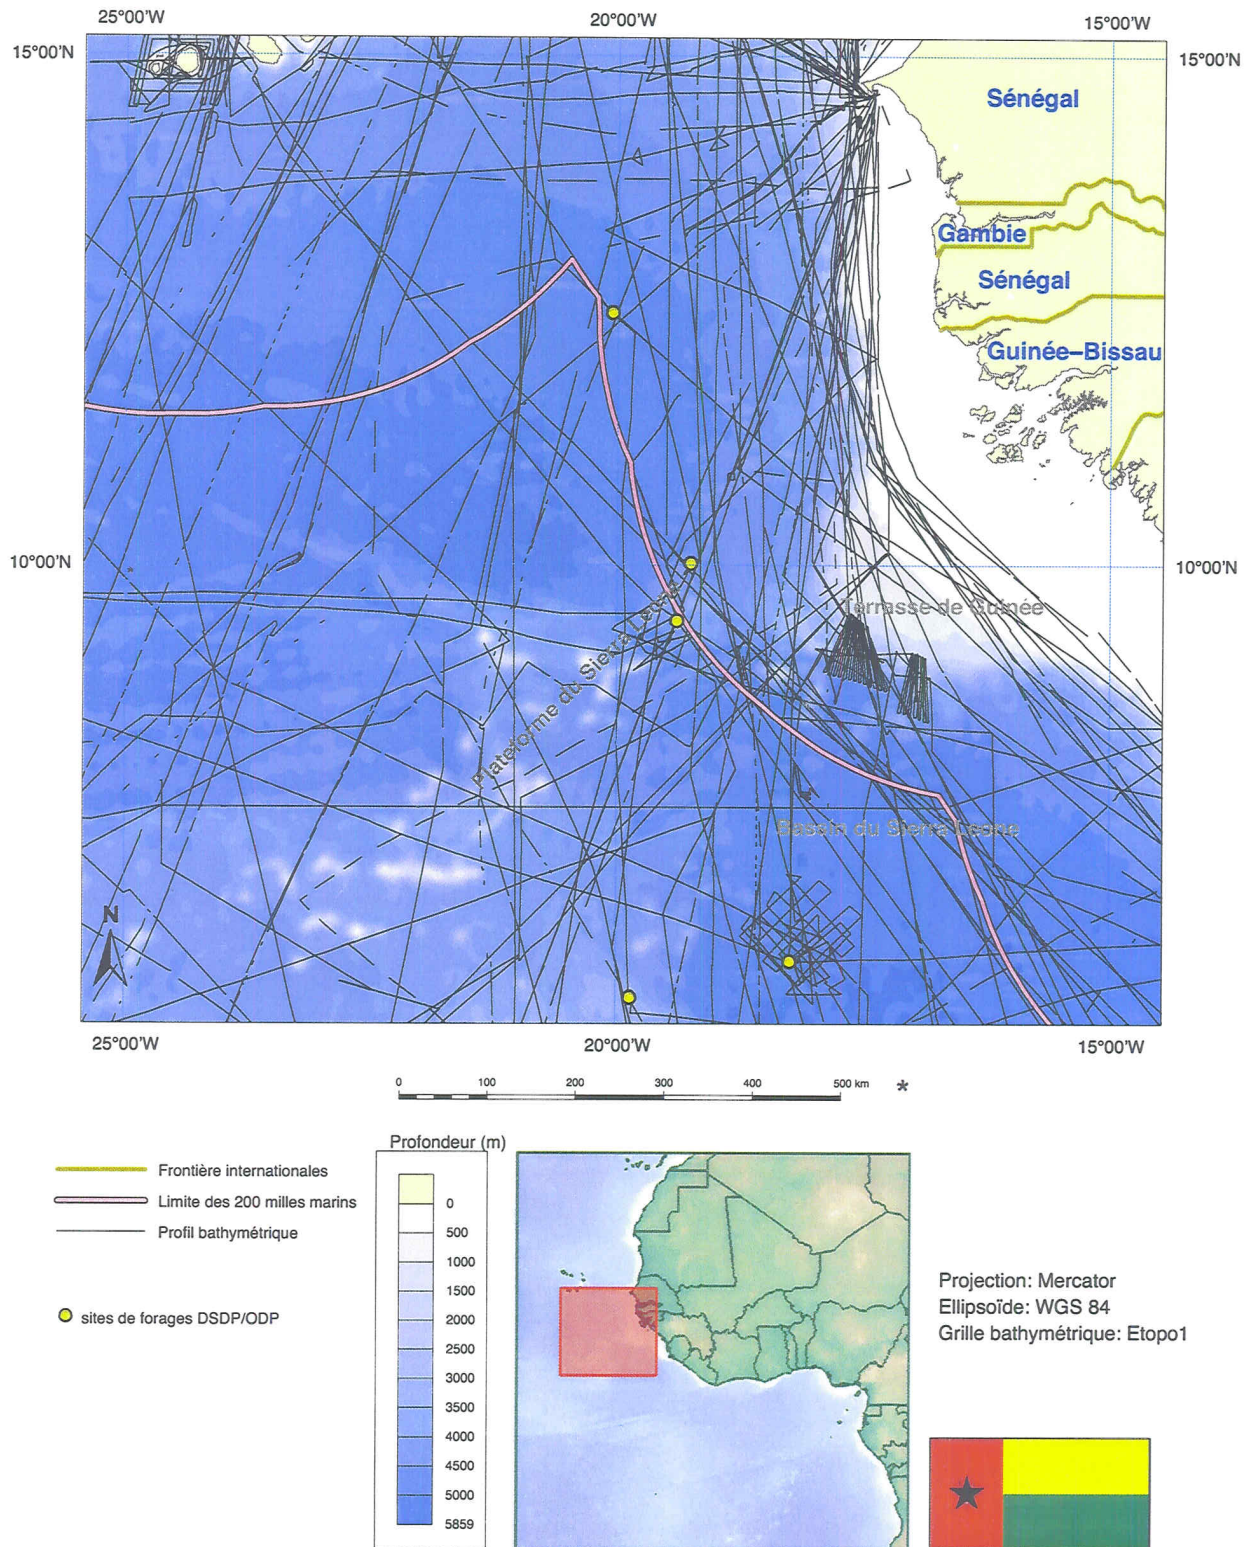 25°00'W 20°00'W 15°00'W
15°00'N 15°00'N
Sénégal
Gambie
Sénégal
Guinée–Bissau
10°00'N 10°00'N
Terrasse de Guinée
Plateforme du Sierra Leone
Bassin du Sierra Leone
N
25°00'W 20°00'W 15°00'W
0 100 200 300 400 500 km *
Profondeur (m)
Frontière internationales
Limite des 200 milles marins
Profil bathymétrique
sites de forages DSDP/ODP
0
500
1000
1500
2000
2500
3000
3500
4000
4500
5000
5859
Projection: Mercator
Ellipsoïde: WGS 84
Grille bathymétrique: Etopo1